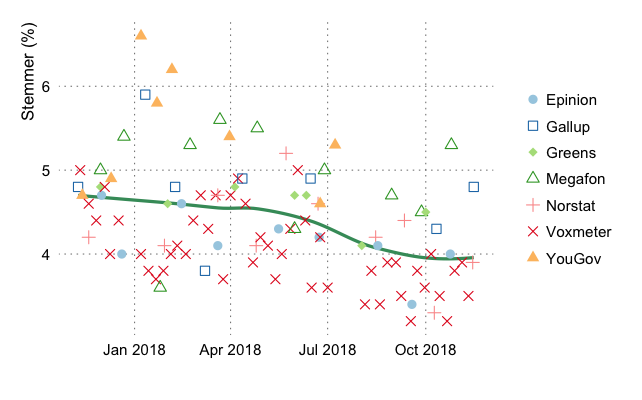 Stemmer (%)
6
5
4
Jan 2018
Apr 2018
Jul 2018
Oct 2018
Epinion
Gallup
Greens
Megafon
Norstat
Voxmeter
YouGov